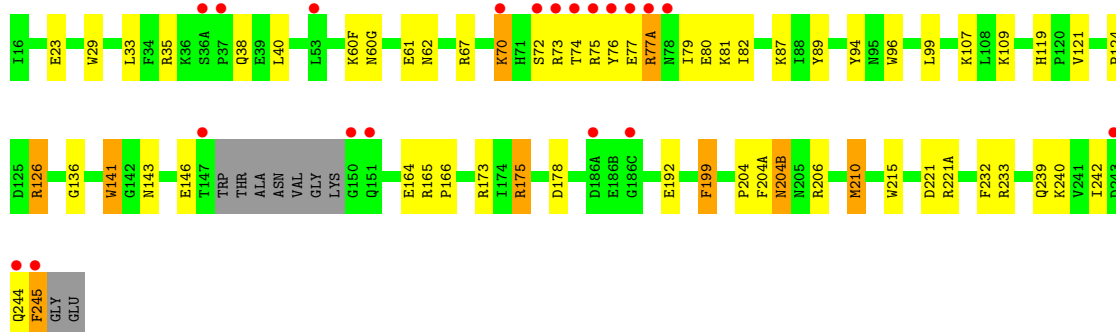 I16 E23 W29 L33 F34 R35 K36 S36A P37 Q38 E39 L40 L53 K60F N60G E61 N62 R67 K70 H71 S72 R73 T74 R75 Y76 E77 R77A N78 I79 E80 K81 I82 K87 I88 Y89 Y94 N95 W96 L99 K107 L108 K109 H119 P120 V121
D125 R126 G136 W141 G142 N143 E146 T147 TRP THR ALA ASN VAL GLY LYS G150 Q151 E164 R165 P166 R173 I174 R175 D178 D186A E186B G186C E192 F199 P204 F204A N204B N205 R206 M210 W215 D221 R221A F232 R233 Q239 K240 V241 I242
Q244 F245 GLY GLU